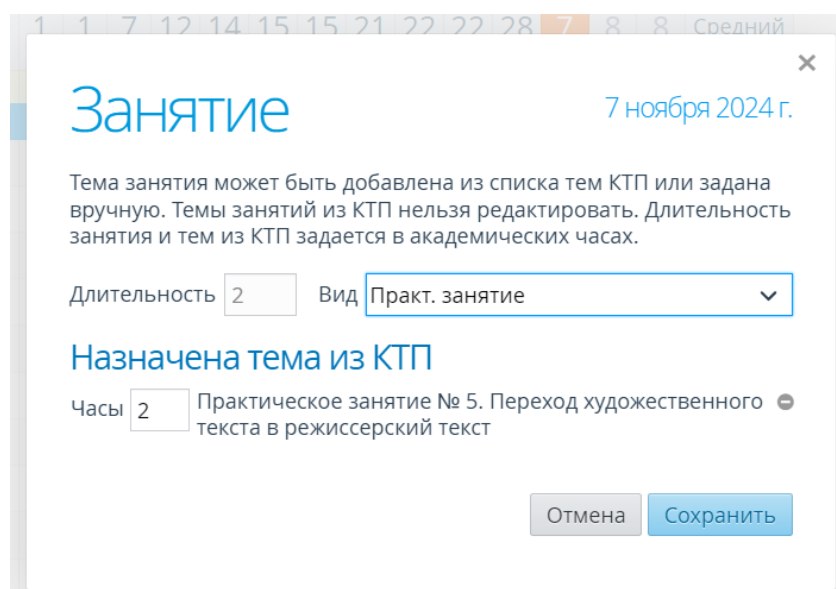 1 1 7 12 14 15 15 21 22 22 28 7 8 8 Средний
×
Занятие
7 ноября 2024 г.
Тема занятия может быть добавлена из списка тем КТП или задана
вручную. Темы занятий из КТП нельзя редактировать. Длительность
занятия и тем из КТП задается в академических часах.
Длительность 2 Вид Практ. занятие
Назначена тема из КТП
Часы 2 Практическое занятие № 5. Переход художественного
текста в режиссерский текст
Отмена Сохранить